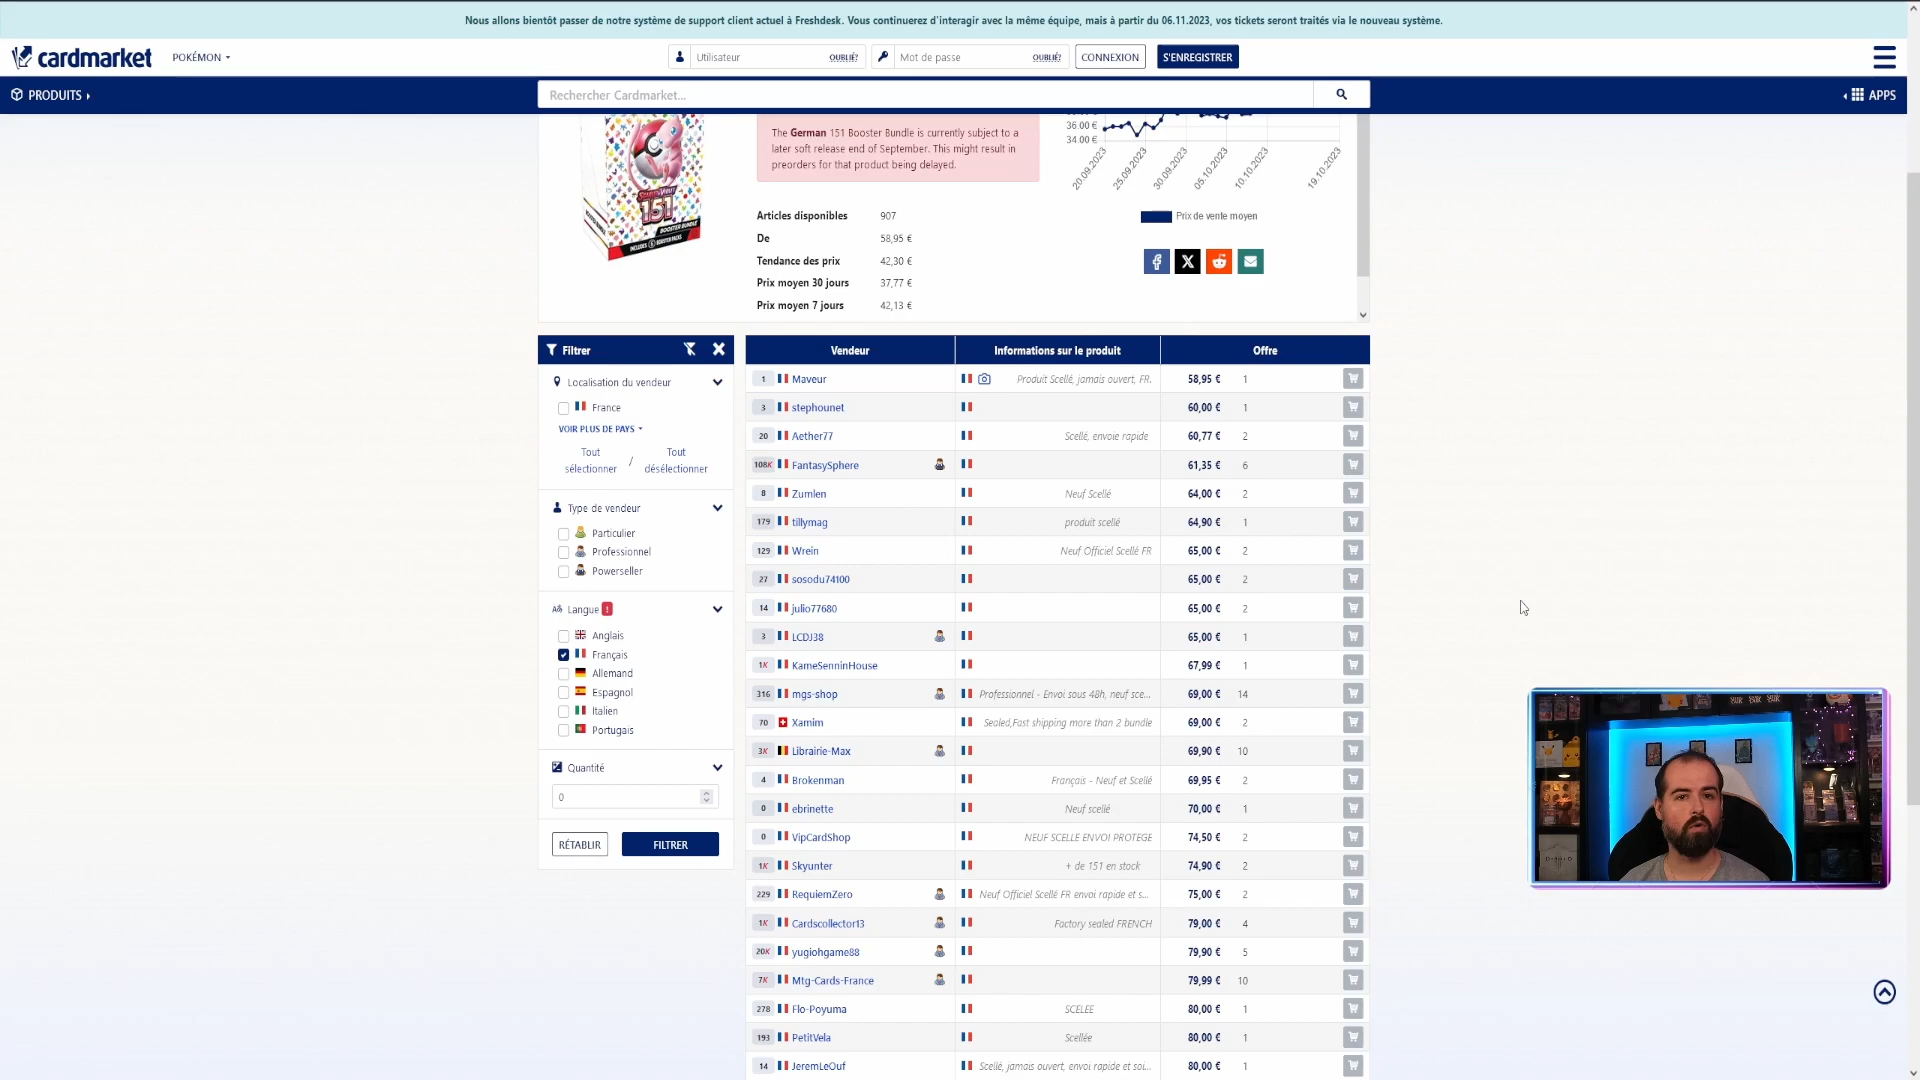 Nous allons bientôt passer de notre système de support client actuel à Freshdesk. Vous continuerez d'interagir avec la même équipe, mais à partir du 06.11.2023, vos tickets seront traités via le nouveau système.
cardmarket POKÉMON
Utilisateur OUBLIÉ? Mot de passe OUBLIÉ? CONNEXION S'ENREGISTRER
PRODUITS Rechercher Cardmarket... APPS
The German 151 Booster Bundle is currently subject to a
later soft release end of September. This might result in
preorders for that product being delayed.
36.00 €
34.00 €
20.09.2023 25.09.2023 30.09.2023 05.10.2023 10.10.2023 19.10.2023
Prix de vente moyen
151
BOOSTER BUNDLE
Articles disponibles 907
De 58,95 €
Tendance des prix 42,30 €
Prix moyen 30 jours 37,77 €
Prix moyen 7 jours 42,13 €
Filtrer
Localisation du vendeur
France
VOIR PLUS DE PAYS
Tout sélectionner / Tout désélectionner
Type de vendeur
Particulier
Professionnel
Powerseller
Langue !
Anglais
Français
Allemand
Espagnol
Italien
Portugais
Quantité
0
RÉTABLIR FILTRER
Vendeur Informations sur le produit Offre
1 Maveur Produit Scellé, jamais ouvert, FR. 58,95 € 1
3 stephounet 60,00 € 1
20 Aether77 Scellé, envoie rapide 60,77 € 2
108K FantasySphere 61,35 € 6
8 Zumlen Neuf Scellé 64,00 € 2
179 tillymag produit scellé 64,90 € 1
129 Wrein Neuf Officiel Scellé FR 65,00 € 2
27 sosodu74100 65,00 € 2
14 julio77680 65,00 € 2
3 LCDJ38 65,00 € 1
1K KameSenninHouse 67,99 € 1
316 mgs-shop Professionnel - Envoi sous 48h, neuf sce... 69,00 € 14
70 Xamim Sealed,Fast shipping more than 2 bundle 69,00 € 2
3K Librairie-Max 69,90 € 10
4 Brokenman Français - Neuf et Scellé 69,95 € 2
0 ebrinette Neuf scellé 70,00 € 1
0 VipCardShop NEUF SCELLE ENVOI PROTEGE 74,50 € 2
1K Skyunter + de 151 en stock 74,90 € 2
229 RequiemZero Neuf Officiel Scellé FR envoi rapide et s... 75,00 € 2
1K Cardscollector13 Factory sealed FRENCH 79,00 € 4
20K yugiohgame88 79,90 € 5
7K Mtg-Cards-France 79,99 € 10
278 Flo-Poyuma SCELEE 80,00 € 1
193 PetitVela Scellée 80,00 € 1
14 JeremLeOuf Scellé, jamais ouvert, envoi rapide et soi... 80,00 € 1